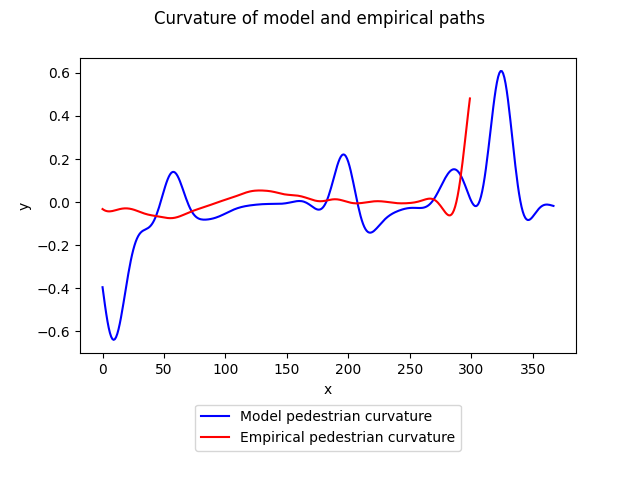 Curvature of model and empirical paths
0.6
0.4
0.2
0.0
−0.2
−0.4
−0.6
y
0 50 100 150 200 250 300 350
x
Model pedestrian curvature
Empirical pedestrian curvature